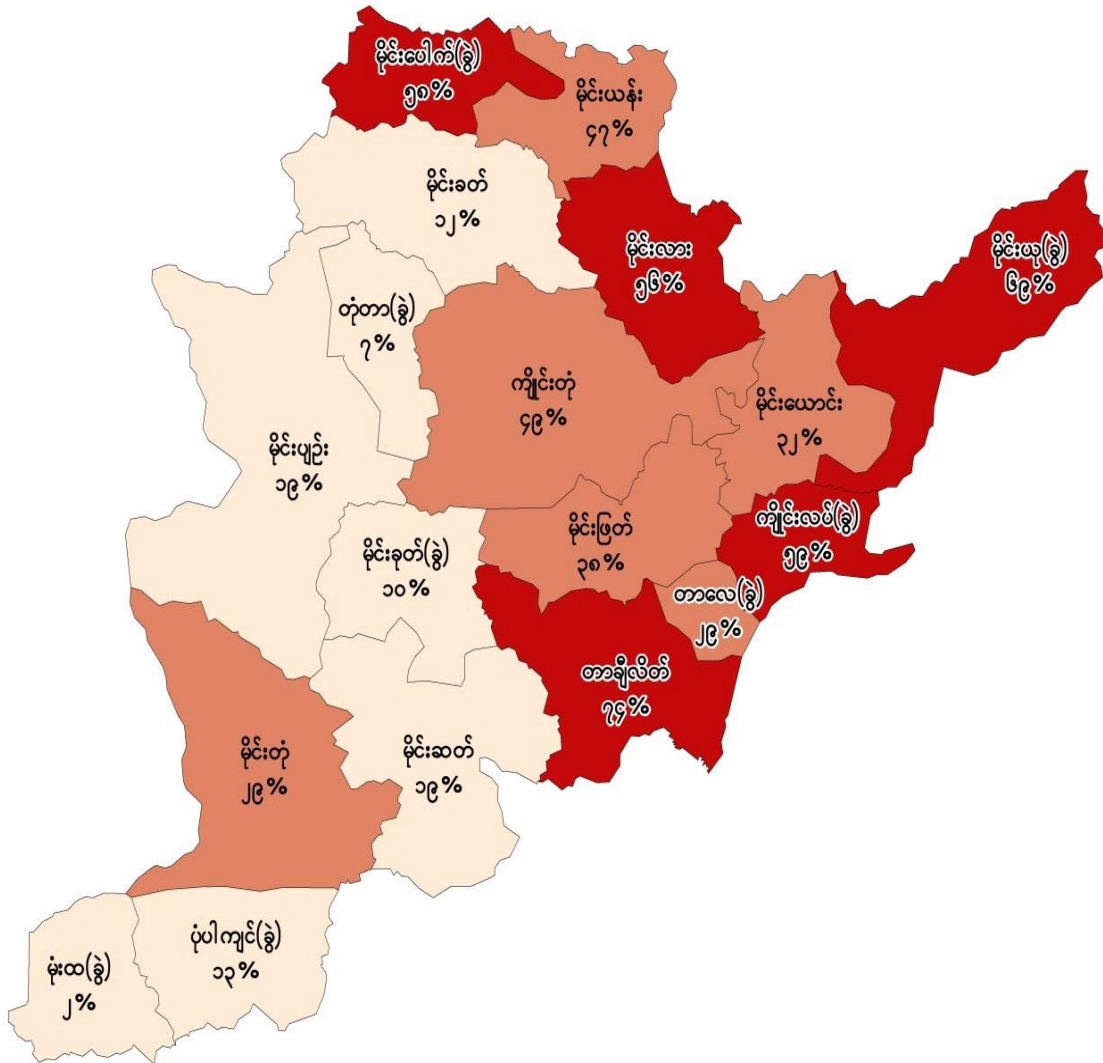 မိုင်းပေါက်(ခွဲ)
၅၈%
မိုင်းယန်း
၄၇%
မိုင်းခတ်
၁၂%
မိုင်းလား
၅၆%
မိုင်းယု(ခွဲ)
၆၉%
တုံတာ(ခွဲ)
၇%
ကျိုင်းတုံ
၄၉%
မိုင်းယောင်း
၃၂%
မိုင်းပျဉ်း
၁၉%
မိုင်းခုတ်(ခွဲ)
၁၀%
မိုင်းဖြတ်
၃၈%
ကျိုင်းလပ်(ခွဲ)
၅၉%
တာလေ(ခွဲ)
၂၉%
တာချီလိတ်
၇၄%
မိုင်းတုံ
၂၉%
မိုင်းဆတ်
၁၉%
ပုံပါကျင်(ခွဲ)
၁၃%
မုံးထ(ခွဲ)
၂%